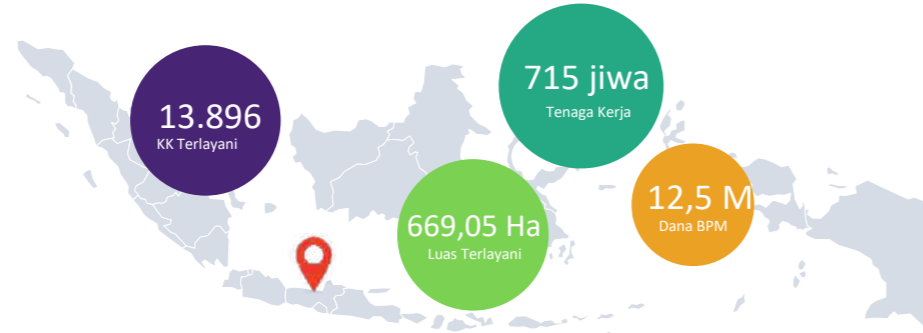 13.896
KK Terlayani
715 jiwa
Tenaga Kerja
669,05 Ha
Luas Terlayani
12,5 M
Dana BPM